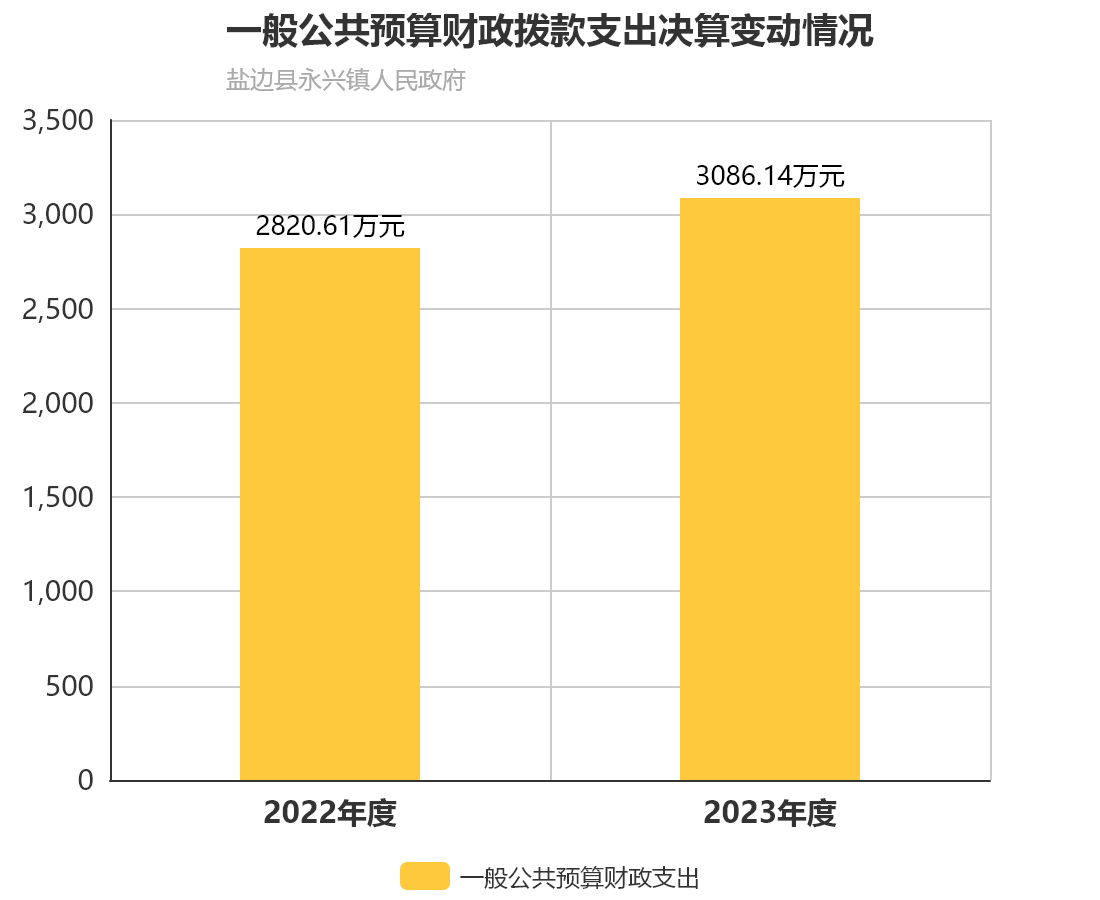 一般公共预算财政拨款支出决算变动情况
盐边县永兴镇人民政府
3,500
3086.14万元
3,000
2820.61万元
2,500
2,000
1,500
1,000
500
0
2022年度
2023年度
一般公共预算财政支出